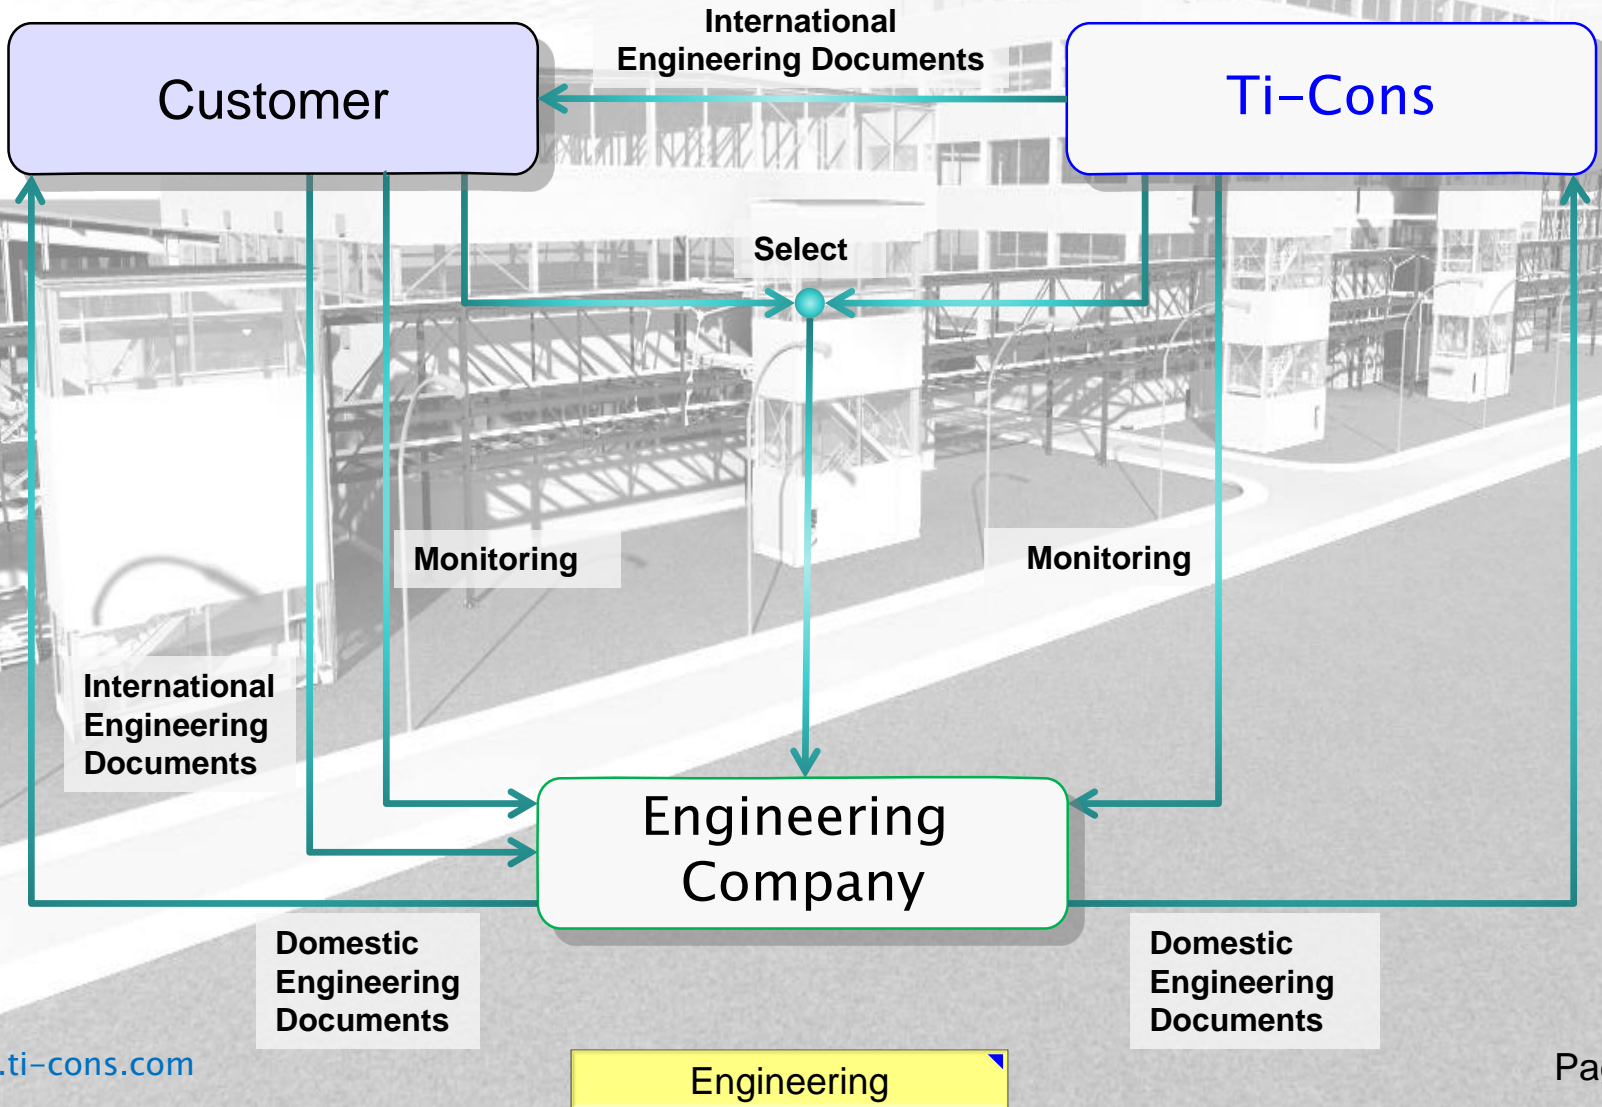 International
Engineering Documents
Customer
Ti-Cons
Select
Monitoring
Monitoring
International
Engineering
Documents
Engineering
Company
Domestic
Engineering
Documents
Domestic
Engineering
Documents
.ti-cons.com
Engineering